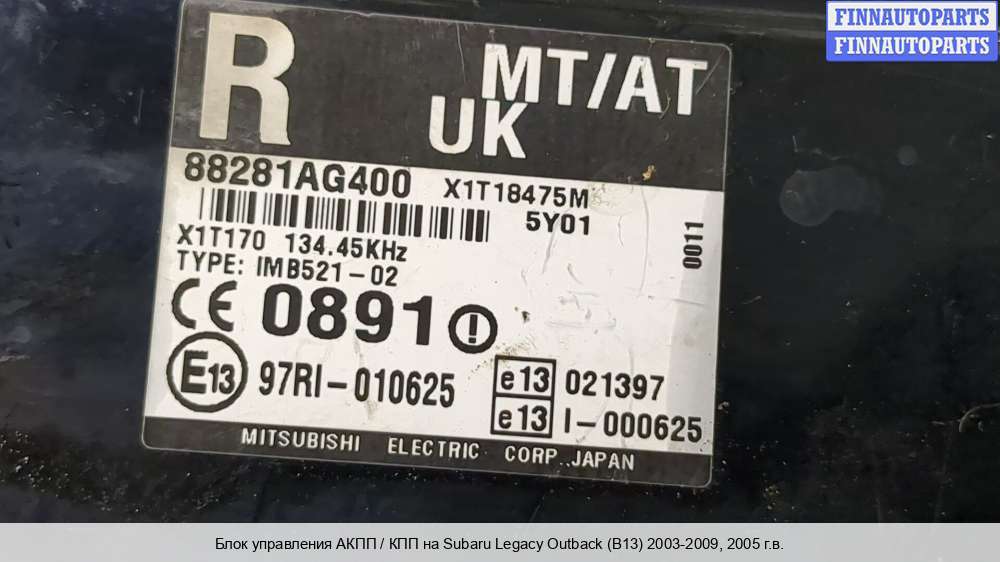 FINNAUTOPARTS
FINNAUTOPARTS
R
MT/AT
UK
88281AG400 X1T18475M
5Y01
0011
X1T170 134.45KHz
TYPE: IMB521-02
CE 0891
E13 97RI-010625
e13 021397
e13 I-000625
MITSUBISHI ELECTRIC CORP. JAPAN
Блок управления АКПП / КПП на Subaru Legacy Outback (B13) 2003-2009, 2005 г.в.